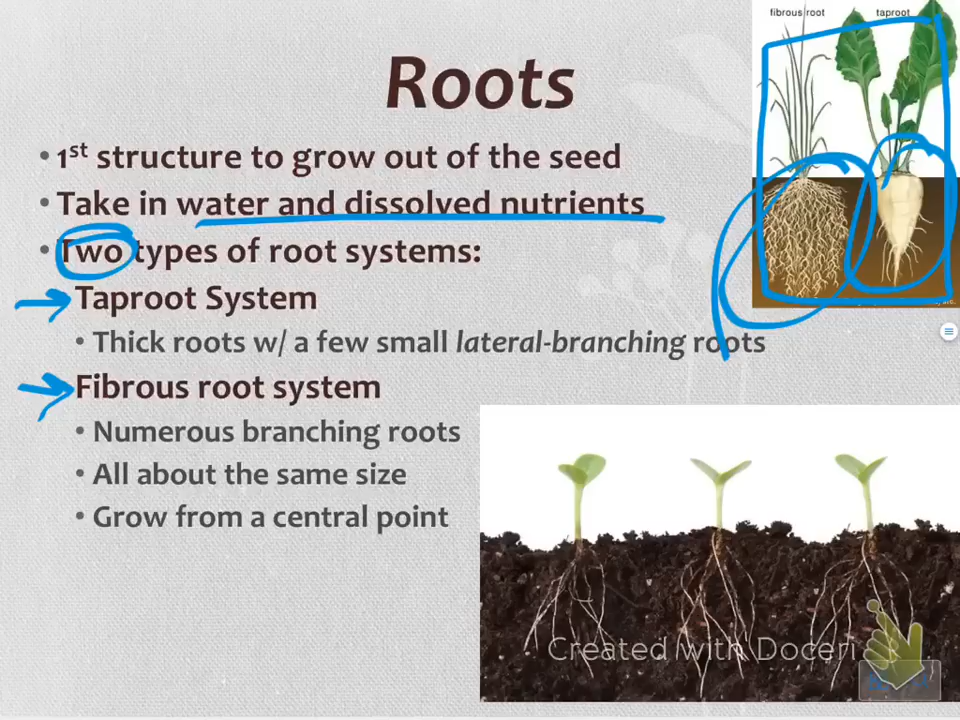 fibrous root taproot
Roots
• 1st structure to grow out of the seed
• Take in water and dissolved nutrients
• Two types of root systems:
Taproot System
• Thick roots w/ a few small lateral-branching roots
Fibrous root system
• Numerous branching roots
• All about the same size
• Grow from a central point
Created with Doceri